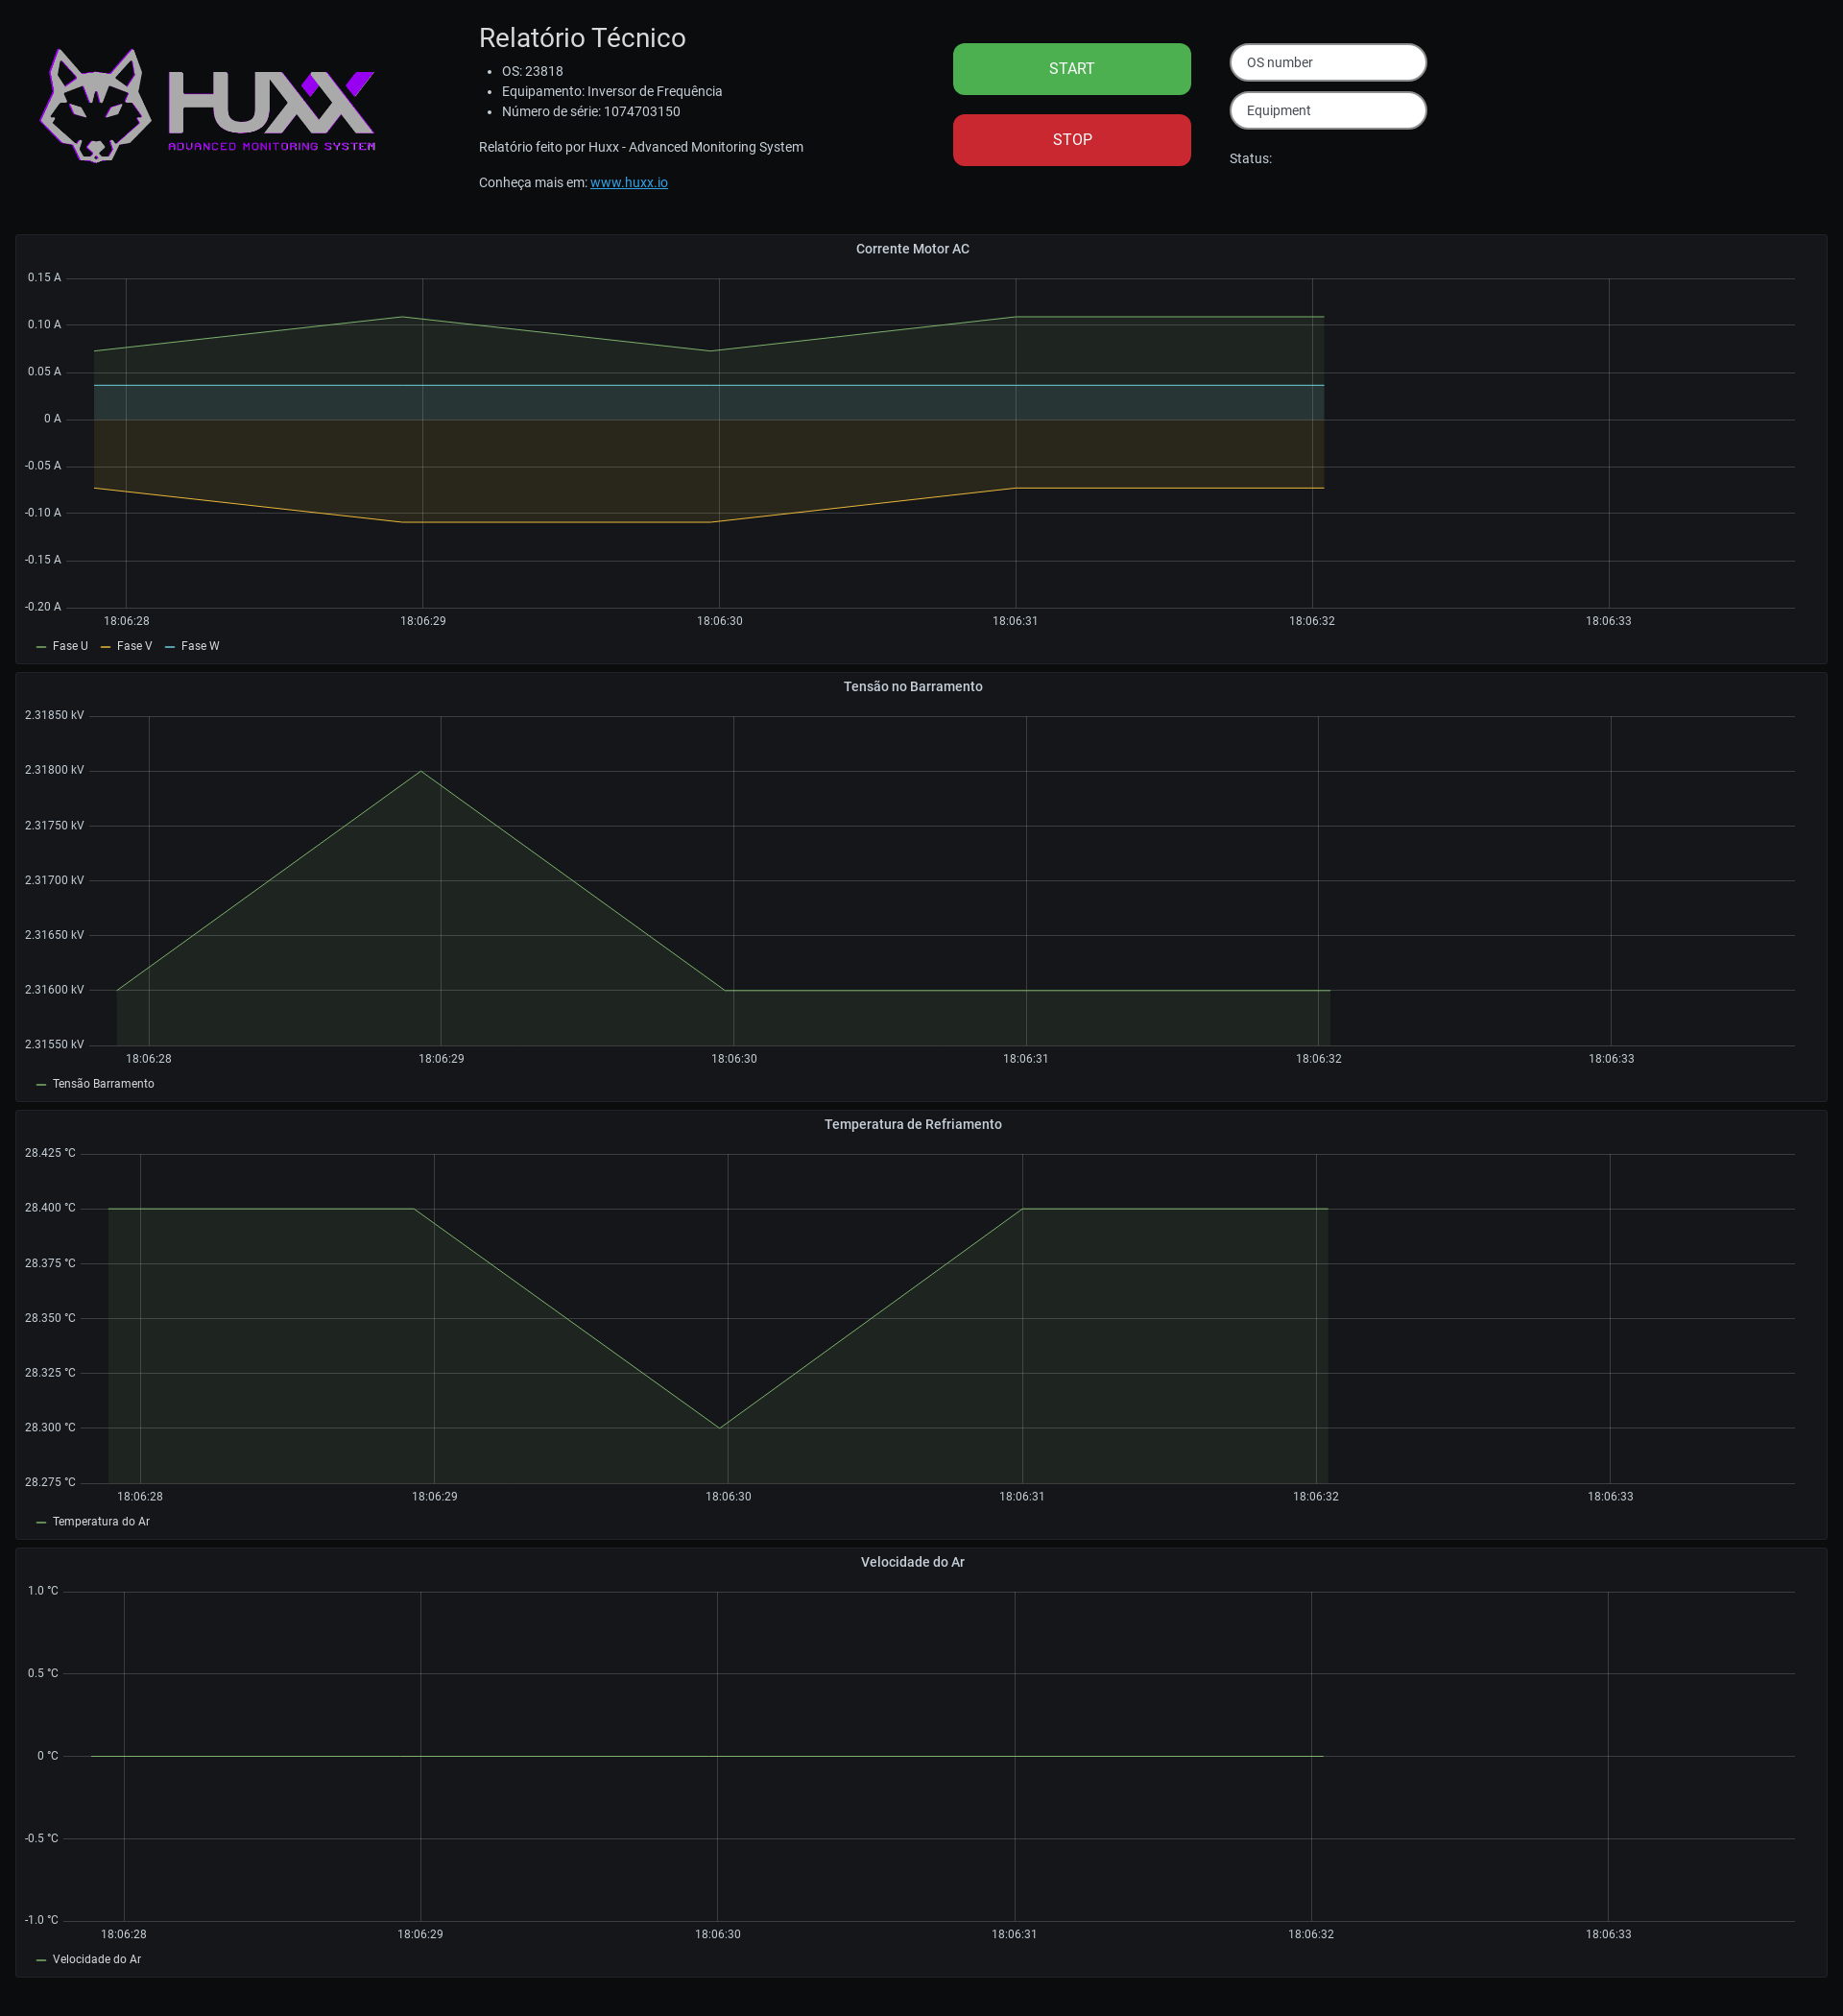 HUXX
ADVANCED MONITORING SYSTEM
Relatório Técnico
OS: 23818
Equipamento: Inversor de Frequência
Número de série: 1074703150
Relatório feito por Huxx - Advanced Monitoring System
Conheça mais em: www.huxx.io
START
STOP
OS number
Equipment
Status:
Corrente Motor AC
0.15 A
0.10 A
0.05 A
0 A
-0.05 A
-0.10 A
-0.15 A
-0.20 A
18:06:28 18:06:29 18:06:30 18:06:31 18:06:32 18:06:33
Fase U Fase V Fase W
Tensão no Barramento
2.31850 kV
2.31800 kV
2.31750 kV
2.31700 kV
2.31650 kV
2.31600 kV
2.31550 kV
18:06:28 18:06:29 18:06:30 18:06:31 18:06:32 18:06:33
Tensão Barramento
Temperatura de Refriamento
28.425 °C
28.400 °C
28.375 °C
28.350 °C
28.325 °C
28.300 °C
28.275 °C
18:06:28 18:06:29 18:06:30 18:06:31 18:06:32 18:06:33
Temperatura do Ar
Velocidade do Ar
1.0 °C
0.5 °C
0 °C
-0.5 °C
-1.0 °C
18:06:28 18:06:29 18:06:30 18:06:31 18:06:32 18:06:33
Velocidade do Ar